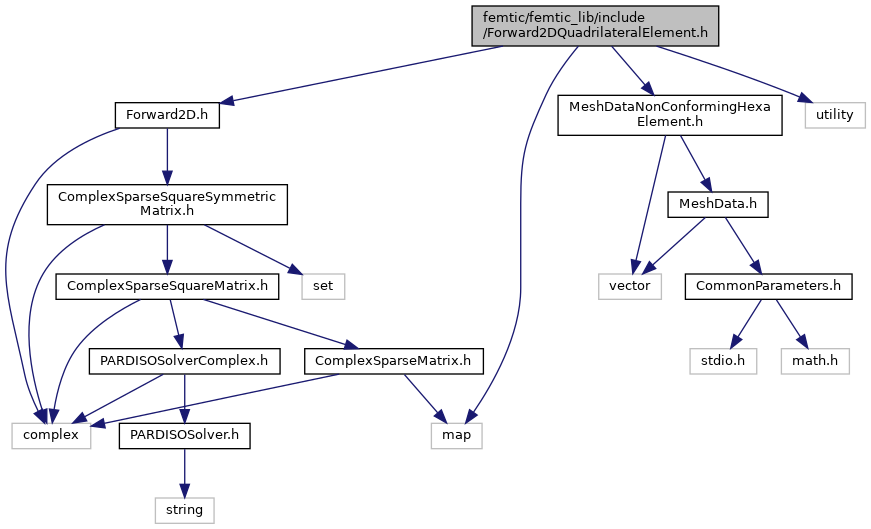 femtic/femtic_lib/include
/Forward2DQuadrilateralElement.h
Forward2D.h
MeshDataNonConformingHexa
Element.h
utility
ComplexSparseSquareSymmetric
Matrix.h
MeshData.h
ComplexSparseSquareMatrix.h
set
vector
CommonParameters.h
PARDISOSolverComplex.h
ComplexSparseMatrix.h
stdio.h
math.h
complex
PARDISOSolver.h
map
string